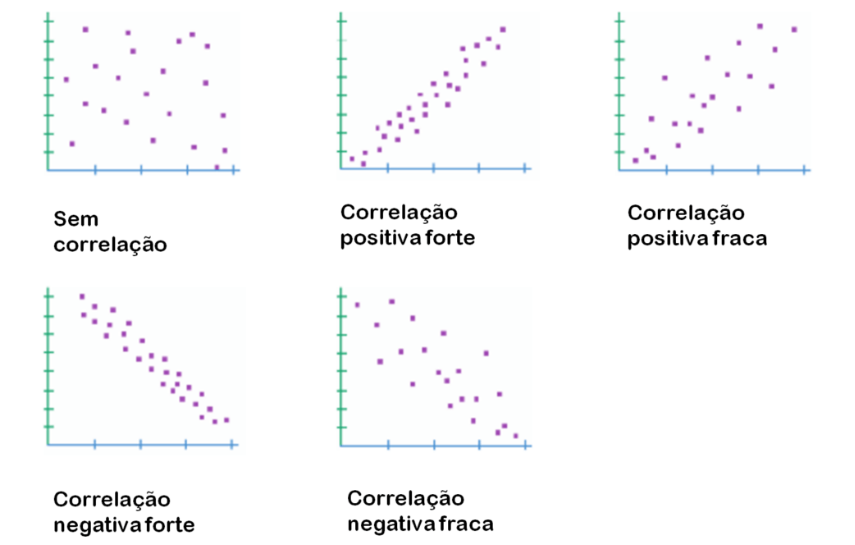 Sem
correlação
Correlação
positiva forte
Correlação
positiva fraca
Correlação
negativa forte
Correlação
negativa fraca